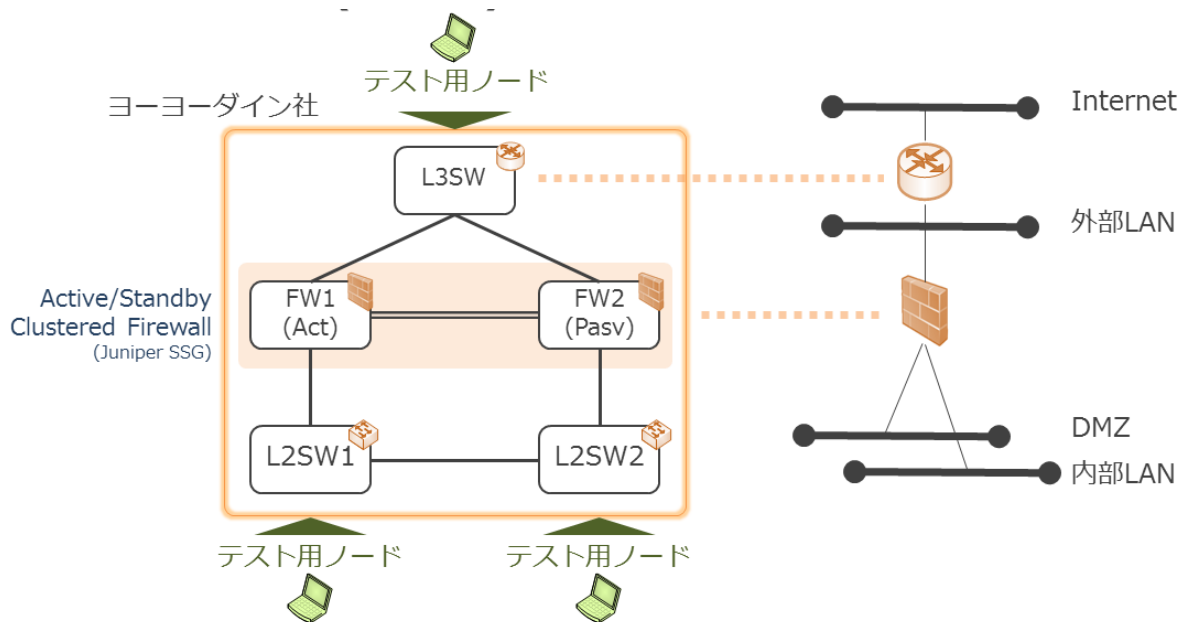 テスト用ノード
ヨーヨーダイン社
Internet
L3SW
外部LAN
Active/Standby
Clustered Firewall
(Juniper SSG)
FW1
(Act)
FW2
(Pasv)
L2SW1
L2SW2
DMZ
内部LAN
テスト用ノード
テスト用ノード